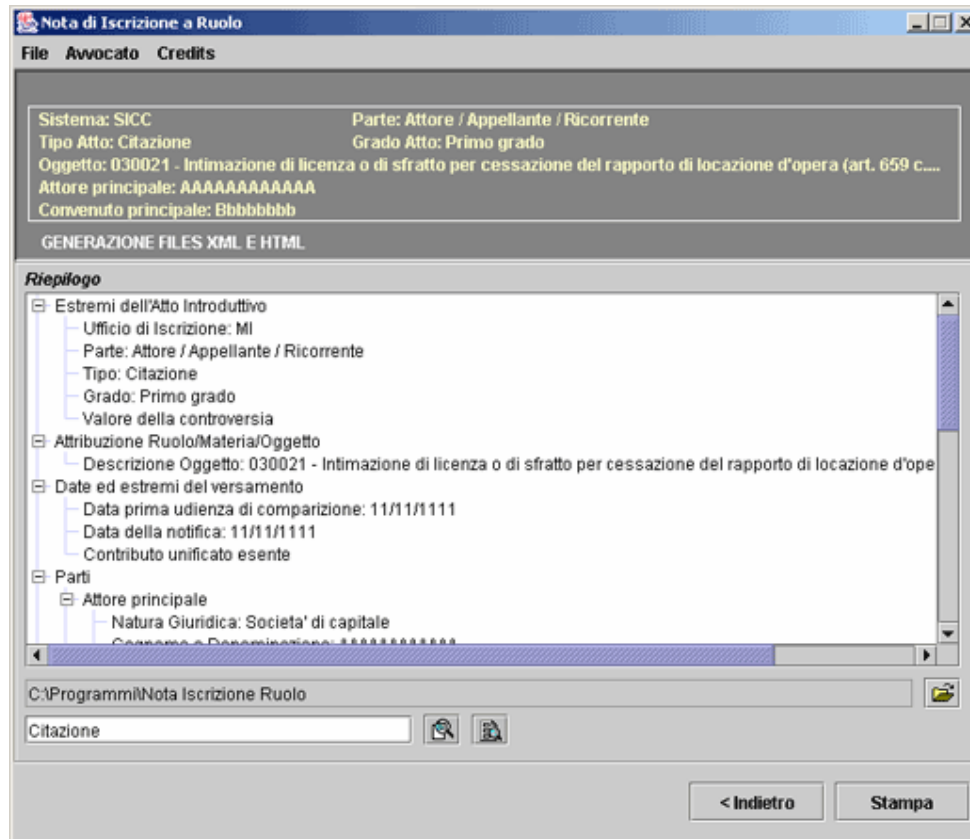 Nota di Iscrizione a Ruolo
File Avvocato Credits
Sistema: SICC Parte: Attore / Appellante / Ricorrente
Tipo Atto: Citazione Grado Atto: Primo grado
Oggetto: 030021 - Intimazione di licenza o di sfratto per cessazione del rapporto di locazione d'opera (art. 659 c....
Attore principale: AAAAAAAAAAAA
Convenuto principale: Bbbbbbbb
GENERAZIONE FILES XML E HTML
Riepilogo
Estremi dell'Atto Introduttivo
Ufficio di Iscrizione: MI
Parte: Attore / Appellante / Ricorrente
Tipo: Citazione
Grado: Primo grado
Valore della controversia
Attribuzione Ruolo/Materia/Oggetto
Descrizione Oggetto: 030021 - Intimazione di licenza o di sfratto per cessazione del rapporto di locazione d'ope
Date ed estremi del versamento
Data prima udienza di comparizione: 11/11/1111
Data della notifica: 11/11/1111
Contributo unificato esente
Parti
Attore principale
Natura Giuridica: Societa' di capitale
Cognome o Denominazione:
C:\Programmi\Nota Iscrizione Ruolo
Citazione
< Indietro Stampa